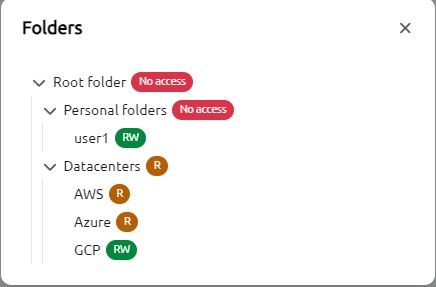 Folders
Root folder No access
Personal folders No access
user1 RW
Datacenters R
AWS R
Azure R
GCP RW